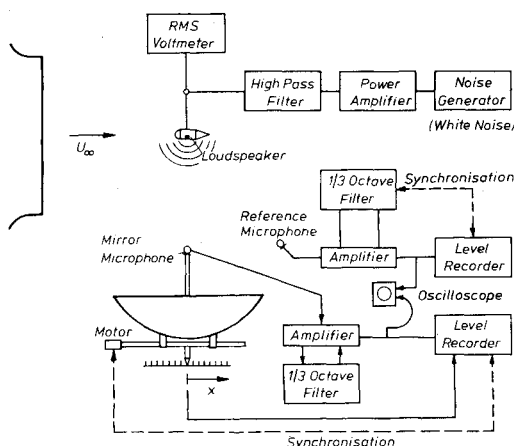 RMS
Voltmeter
High Pass
Filter
Power
Amplifier
Noise
Generator
(White Noise)
U∞
Loudspeaker
1/3 Octave
Filter
Synchronisation
Reference
Microphone
Mirror
Microphone
Amplifier
Level
Recorder
Oscilloscope
Motor
Amplifier
Level
Recorder
1/3 Octave
Filter
x
Synchronisation